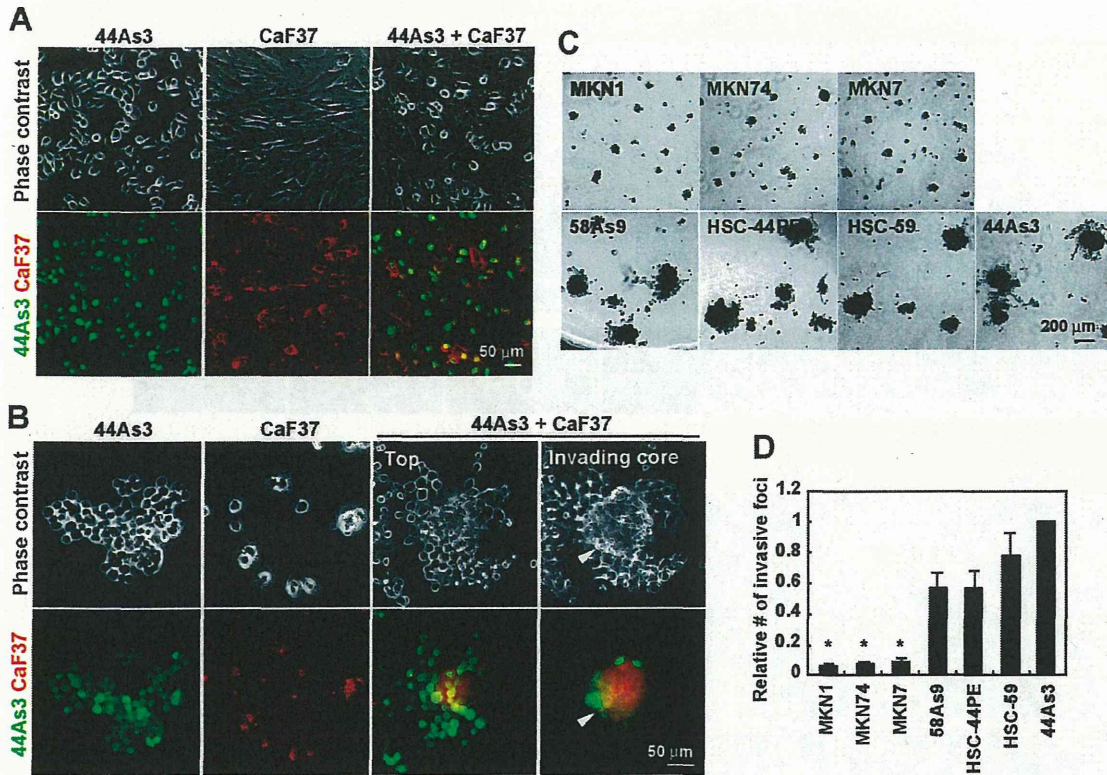 A
44As3 CaF37 44As3 + CaF37
Phase contrast
44As3 CaF37
50 µm
B
44As3 CaF37 44As3 + CaF37
Top Invading core
Phase contrast
44As3 CaF37
50 µm
C
MKN1 MKN74 MKN7
58As9 HSC-44PE HSC-59 44As3
200 µm
D
Relative # of invasive foci
1.2
1
0.8
0.6
0.4
0.2
0
* * *
MKN1
MKN74
MKN7
58As9
HSC-44PE
HSC-59
44As3